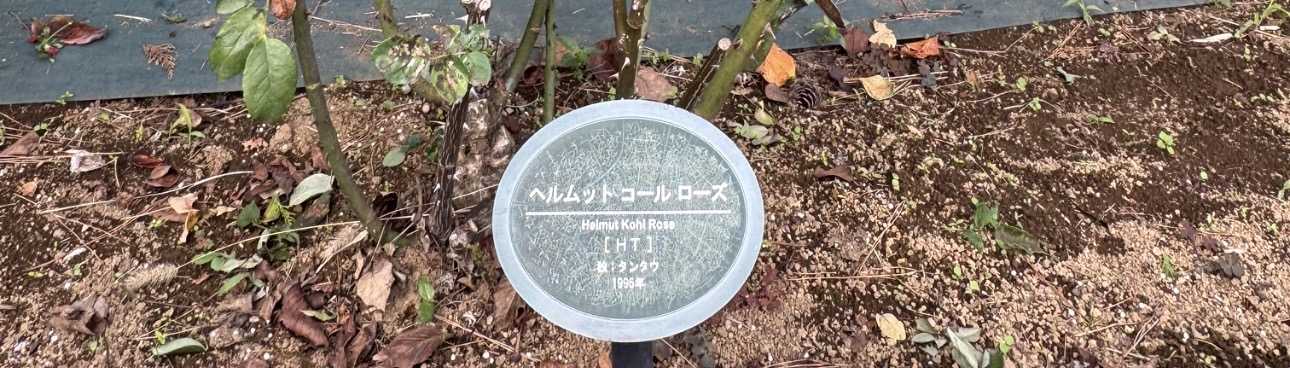 ヘルムット コール ローズ
Helmut Kohl Rose
[ H T ]
独：タンタウ
1996年